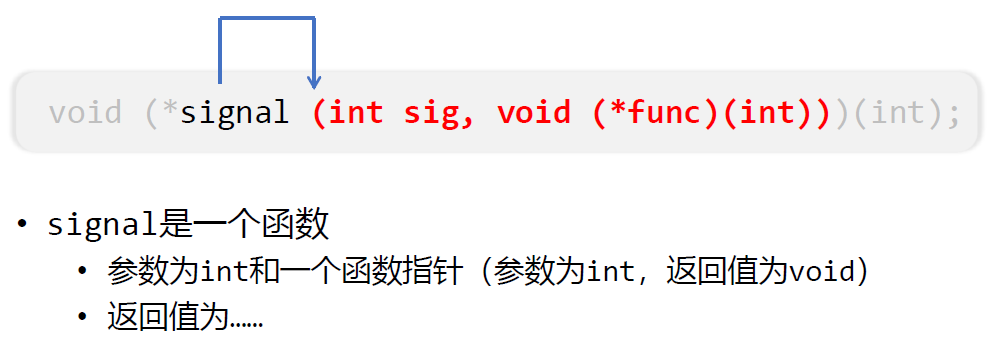 void (*signal (int sig, void (*func)(int)))(int);
• signal是一个函数
• 参数为int和一个函数指针（参数为int，返回值为void）
• 返回值为……